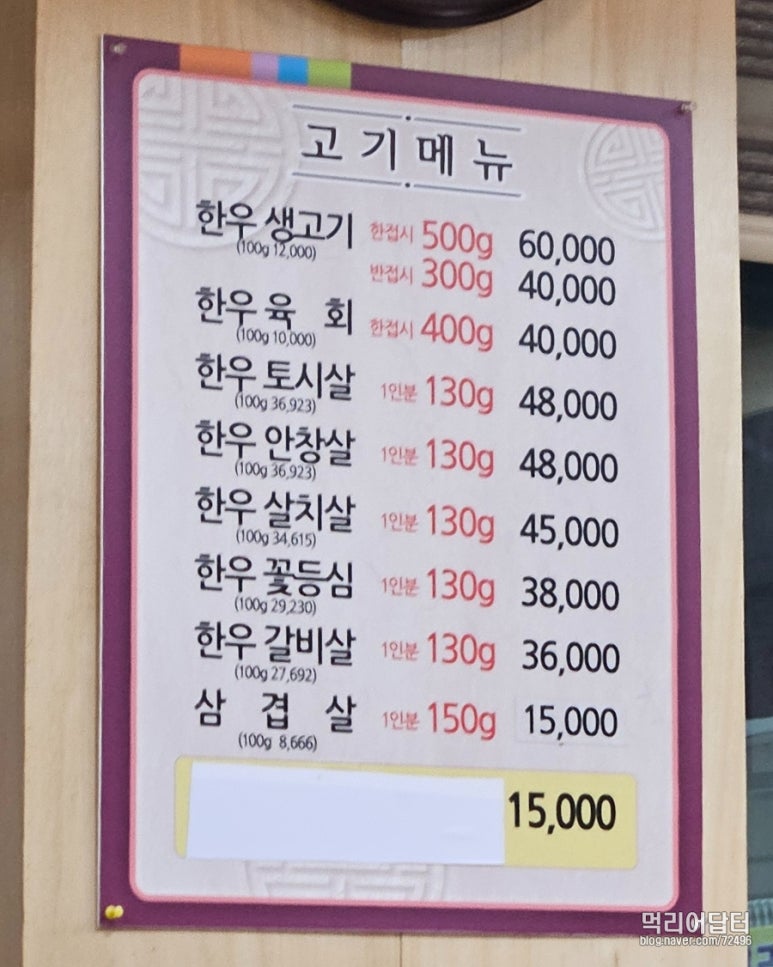 고기메뉴
한우 생고기 한접시 500g 60,000
(100g 12,000)
반접시 300g 40,000
한우 육 회 한접시 400g 40,000
(100g 10,000)
한우 토시살 1인분 130g 48,000
(100g 36,923)
한우 안창살 1인분 130g 48,000
(100g 36,923)
한우 살치살 1인분 130g 45,000
(100g 34,615)
한우 꽃등심 1인분 130g 38,000
(100g 29,230)
한우 갈비살 1인분 130g 36,000
(100g 27,692)
삼 겹 살 1인분 150g 15,000
(100g 8,666)
15,000
먹리어답터
blog.naver.com/72496